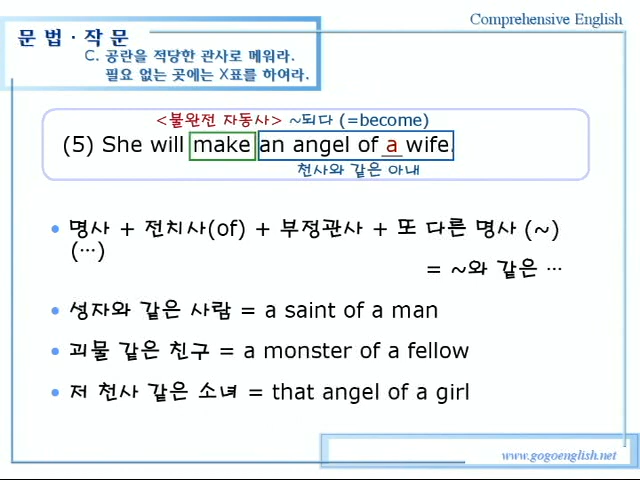 Comprehensive English
문 법 · 작 문
C. 공란을 적당한 관사로 메워라.
필요 없는 곳에는 X표를 하여라.
<불완전 자동사> ~되다 (=become)
(5) She will make an angel of a wife.
천사와 같은 아내
• 명사 + 전치사(of) + 부정관사 + 또 다른 명사 (~)
(…)
= ~와 같은 …
• 성자와 같은 사람 = a saint of a man
• 괴물 같은 친구 = a monster of a fellow
• 저 천사 같은 소녀 = that angel of a girl
www.gogoenglish.net